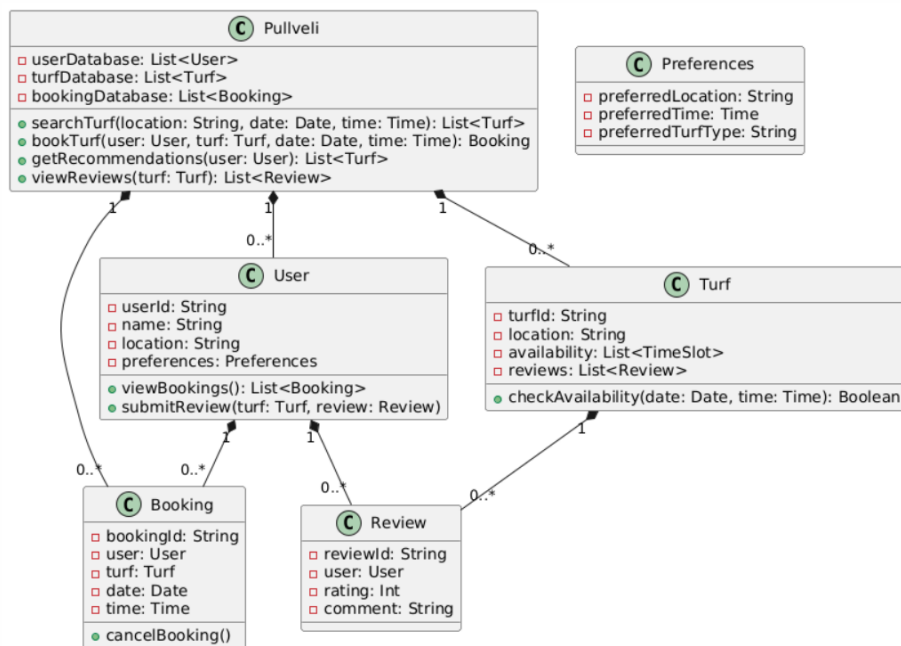 C Pullveli
userDatabase: List<User>
turfDatabase: List<Turf>
bookingDatabase: List<Booking>
searchTurf(location: String, date: Date, time: Time): List<Turf>
bookTurf(user: User, turf: Turf, date: Date, time: Time): Booking
getRecommendations(user: User): List<Turf>
viewReviews(turf: Turf): List<Review>
C Preferences
preferredLocation: String
preferredTime: Time
preferredTurfType: String
1
1
1
0..*
0..*
C User
userId: String
name: String
location: String
preferences: Preferences
viewBookings(): List<Booking>
submitReview(turf: Turf, review: Review)
C Turf
turfId: String
location: String
availability: List<TimeSlot>
reviews: List<Review>
checkAvailability(date: Date, time: Time): Boolean
1
1
1
0..*
0..*
0..*
0..*
C Booking
bookingId: String
user: User
turf: Turf
date: Date
time: Time
cancelBooking()
C Review
reviewId: String
user: User
rating: Int
comment: String